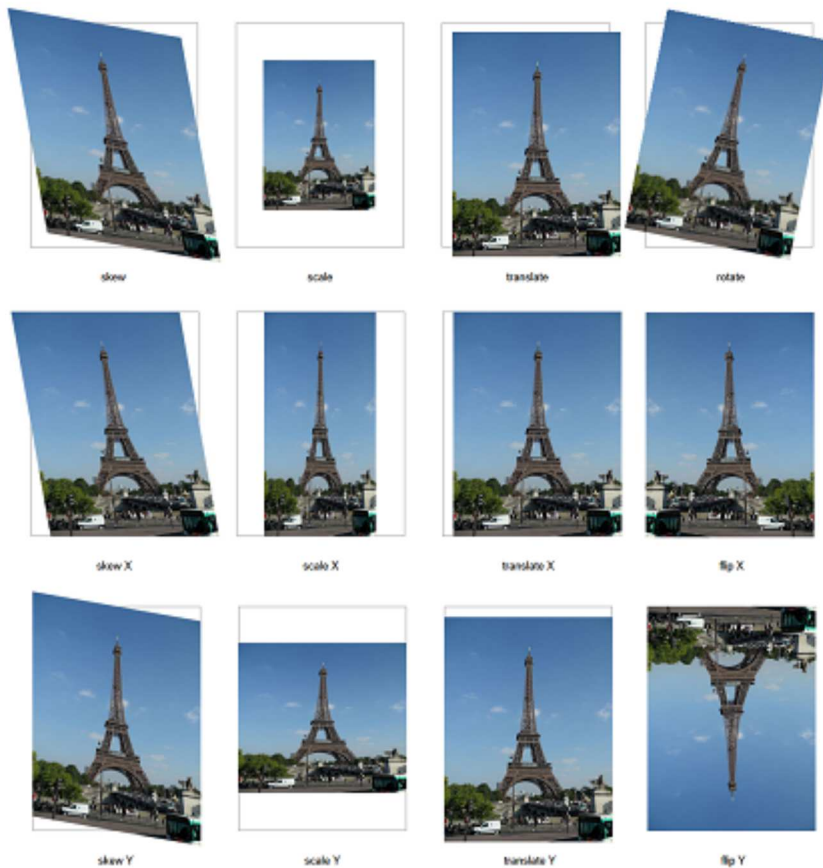 skew
scale
translate
rotate
skew X
scale X
translate X
flip X
skew Y
scale Y
translate Y
flip Y